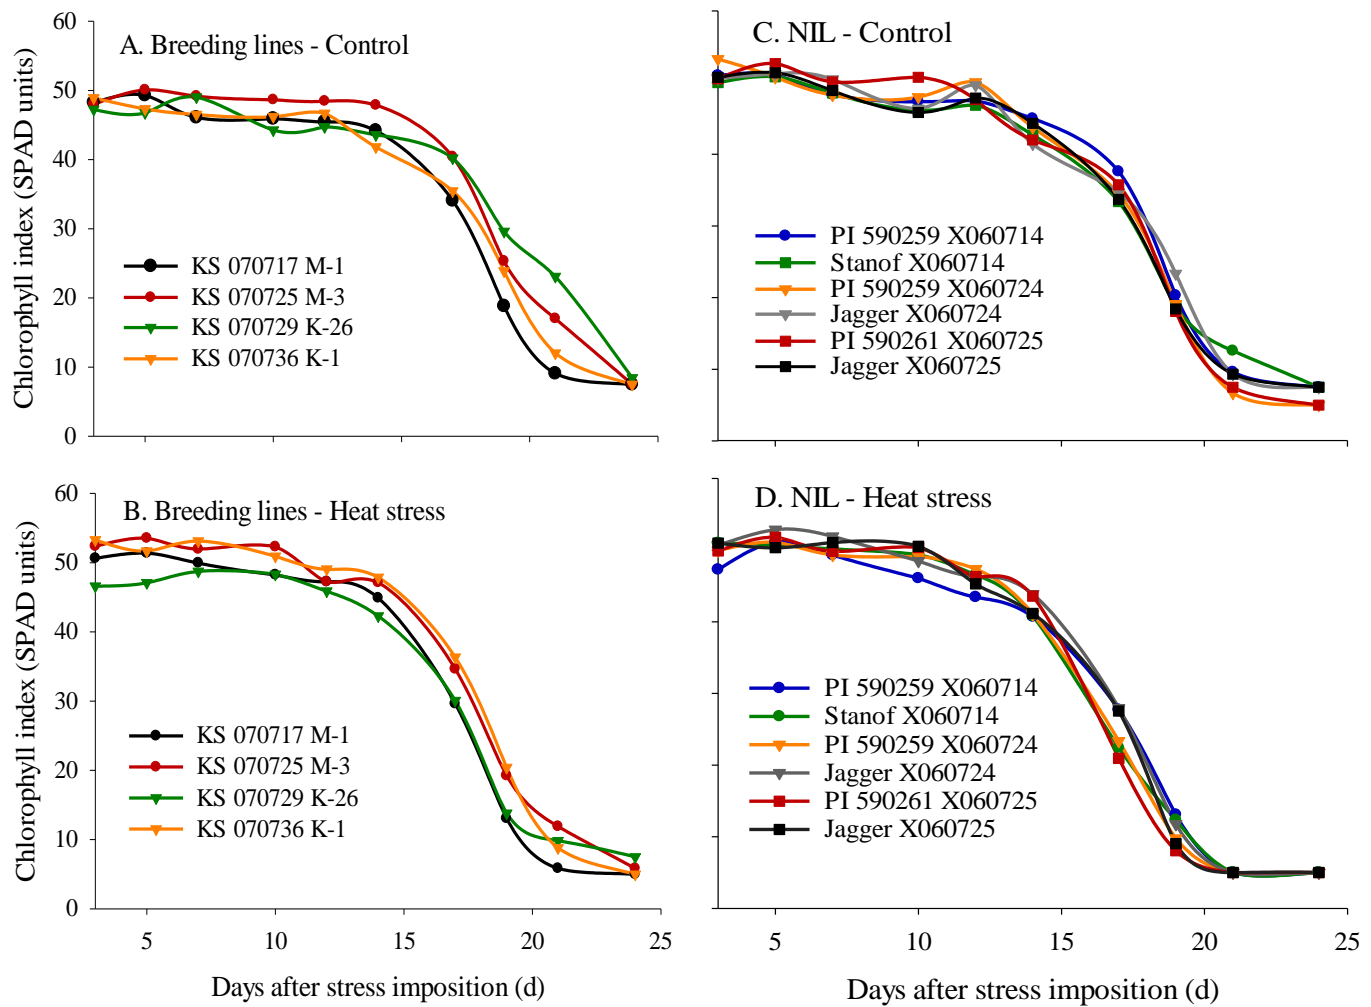 60
50
40
30
20
10
0
Chlorophyll index (SPAD units)
A. Breeding lines - Control
KS 070717 M-1
KS 070725 M-3
KS 070729 K-26
KS 070736 K-1
C. NIL - Control
PI 590259 X060714
Stanof X060714
PI 590259 X060724
Jagger X060724
PI 590261 X060725
Jagger X060725
60
50
40
30
20
10
0
Chlorophyll index (SPAD units)
B. Breeding lines - Heat stress
KS 070717 M-1
KS 070725 M-3
KS 070729 K-26
KS 070736 K-1
5 10 15 20 25
Days after stress imposition (d)
D. NIL - Heat stress
PI 590259 X060714
Stanof X060714
PI 590259 X060724
Jagger X060724
PI 590261 X060725
Jagger X060725
5 10 15 20 25
Days after stress imposition (d)